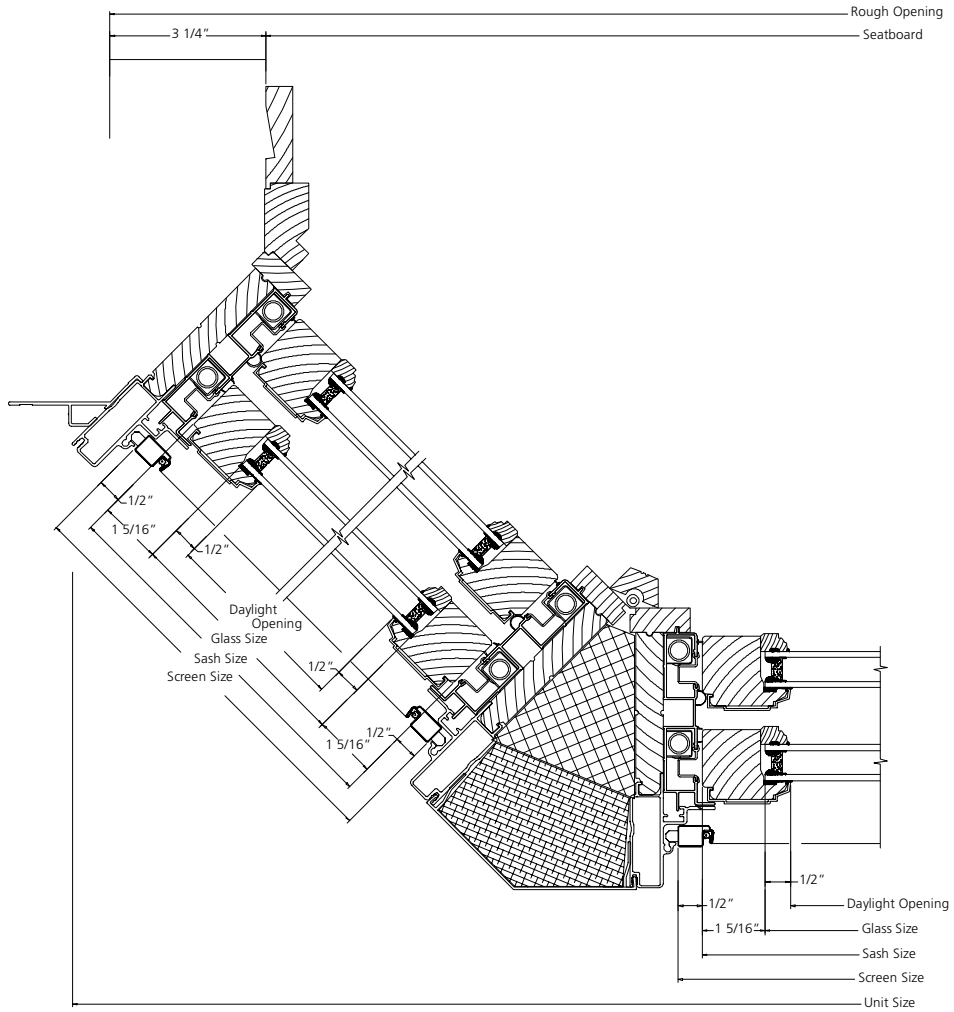 Rough Opening
3 1/4”
Seatboard
1/2”
1 5/16”
1/2”
Daylight
Opening
Glass Size
Sash Size
Screen Size
1/2”
1/2”
1 5/16”
1/2”
1/2”
Daylight Opening
1 5/16”
Glass Size
Sash Size
Screen Size
Unit Size